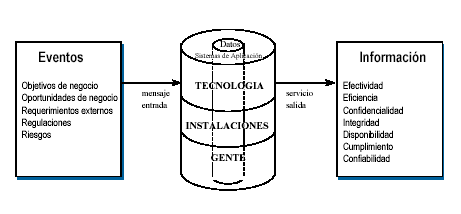 Eventos
Objetivos de negocio
Oportunidades de negocio
Requerimientos externos
Regulaciones
Riesgos
mensaje
entrada
Datos
Sistemas de Aplicación
TECNOLOGIA
INSTALACIONES
GENTE
servicio
salida
Información
Efectividad
Eficiencia
Confidencialidad
Integridad
Disponibilidad
Cumplimiento
Confiabilidad